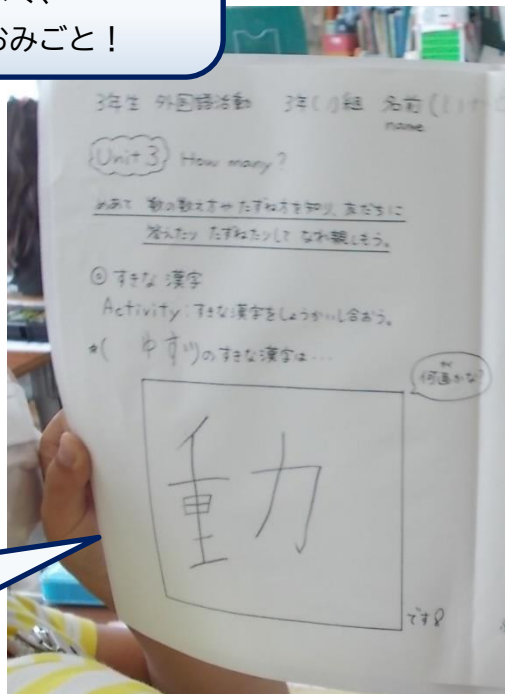 おみごと！
3年生 外国語活動 3年( )組 名前(
name
Unit 3 How many?
めあて 数の数え方やたずね方を知り、友だちに
答えたり たずねたりして なれ親しもう。
◎ すきな 漢字
Activity：すきな漢字をしょうかいし合おう。
*( ゆずり)のすきな漢字は…
が
何画かな?
動
です